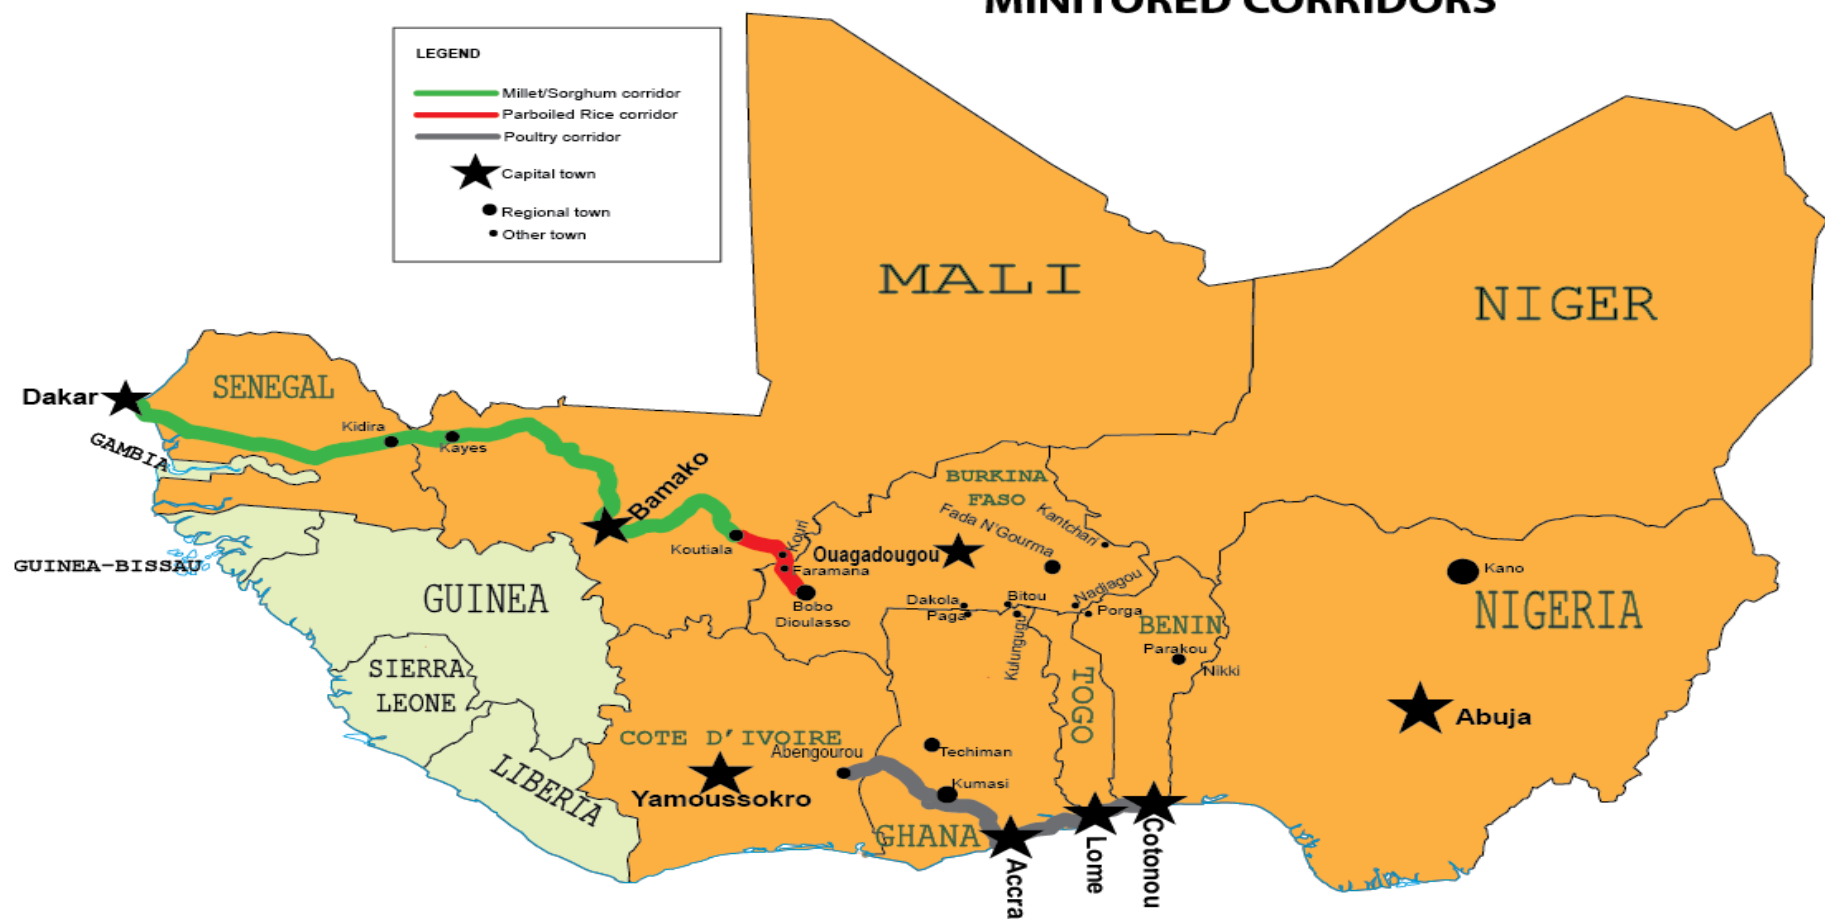 MINITORED CORRIDORS
LEGEND
Millet/Sorghum corridor
Parboiled Rice corridor
Poultry corridor
Capital town
Regional town
Other town
MALI
NIGER
SENEGAL
Dakar
Kidira
Kayes
GAMBIA
Bamako
BURKINA
FASO
Fada N'Gourma
Kantchari
Koutiala
Kouri
Ouagadougou
Faramana
GUINEA-BISSAU
Kano
Bobo
Dioulasso
Dakola
Paga
Bitou
Nadiagou
Porga
GUINEA
NIGERIA
BENIN
Kulungugu
Parakou
Nikki
SIERRA
LEONE
TOGO
Abuja
COTE D'IVOIRE
Abengourou
Techiman
LIBERIA
Yamoussokro
Kumasi
GHANA
Accra
Lome
Cotonou